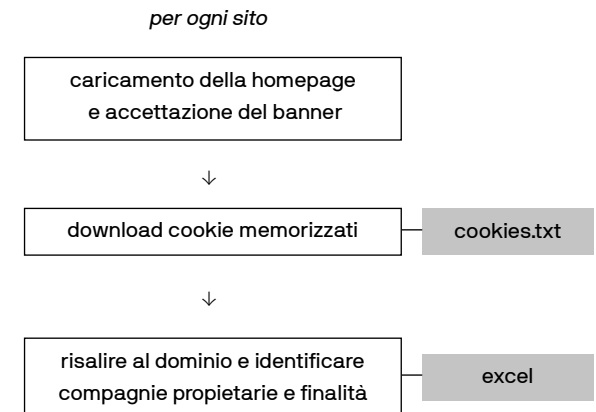 per ogni sito
caricamento della homepage
e accettazione del banner
↓
download cookie memorizzati
cookies.txt
↓
risalire al dominio e identificare
compagnie propietarie e finalità
excel